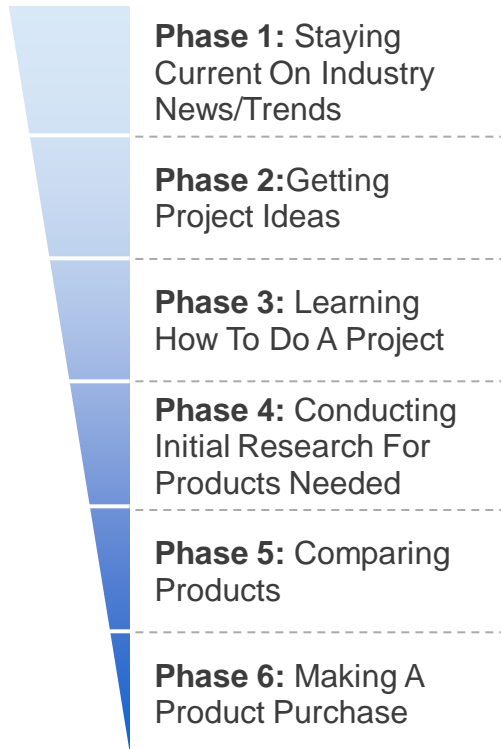 Phase 1: Staying
Current On Industry
News/Trends
Phase 2:Getting
Project Ideas
Phase 3: Learning
How To Do A Project
Phase 4: Conducting
Initial Research For
Products Needed
Phase 5: Comparing
Products
Phase 6: Making A
Product Purchase